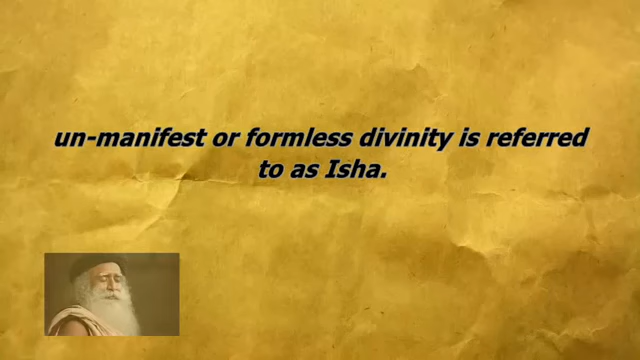 un-manifest or formless divinity is referred
to as Isha.